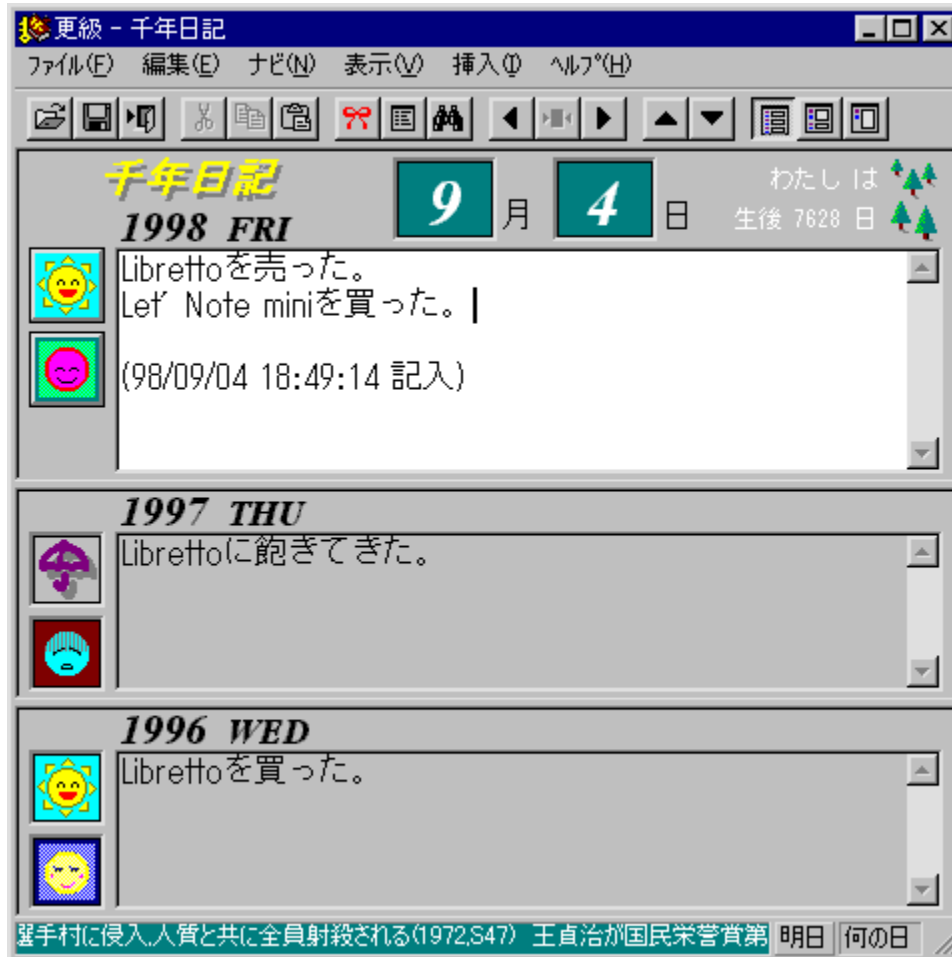 更級 - 千年日記
ファイル(F) 編集(E) ナビ(N) 表示(V) 挿入(I) ヘルプ(H)
千年日記
1998 FRI
9 月 4 日
わたし は
生後 7628 日
Librettoを売った。
Let' Note miniを買った。
(98/09/04 18:49:14 記入)
1997 THU
Librettoに飽きてきた。
1996 WED
Librettoを買った。
選手村に侵入,人質と共に全員射殺される(1972,S47) 王貞治が国民栄誉賞第 明日 何の日